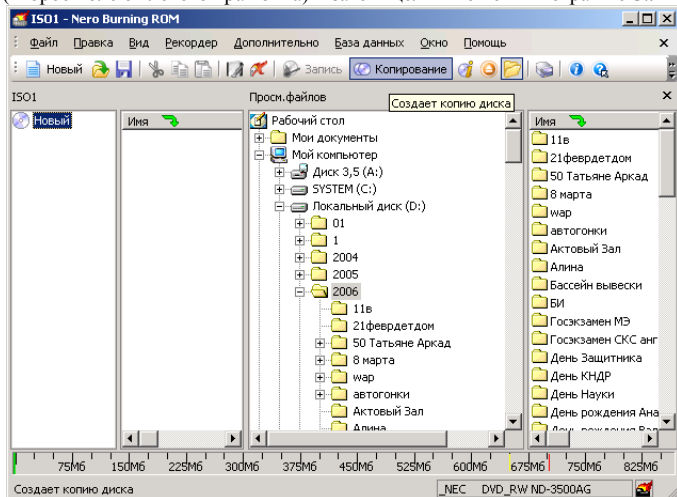 ISO1 - Nero Burning ROM
Файл Правка Вид Рекордер Дополнительно База данных Окно Помощь
Новый Запись Копирование
ISO1 Просм.файлов
Создает копию диска
Новый
Имя
Рабочий стол
Мои документы
Мой компьютер
Диск 3,5 (A:)
SYSTEM (C:)
Локальный диск (D:)
01
1
2004
2005
2006
11в
21феврдетдом
50 Татьяне Аркад
8 марта
wap
автогонки
Актовый Зал
Алина
Имя
11в
21феврдетдом
50 Татьяне Аркад
8 марта
wap
автогонки
Актовый Зал
Алина
Бассейн вывески
БИ
Госэкзамен МЭ
Госэкзамен СКС анг
День Защитника
День КНДР
День Науки
День рождения Ана
75Мб 150Мб 225Мб 300Мб 375Мб 450Мб 525Мб 600Мб 675Мб 750Мб 825Мб
Создает копию диска _NEC DVD_RW ND-3500AG